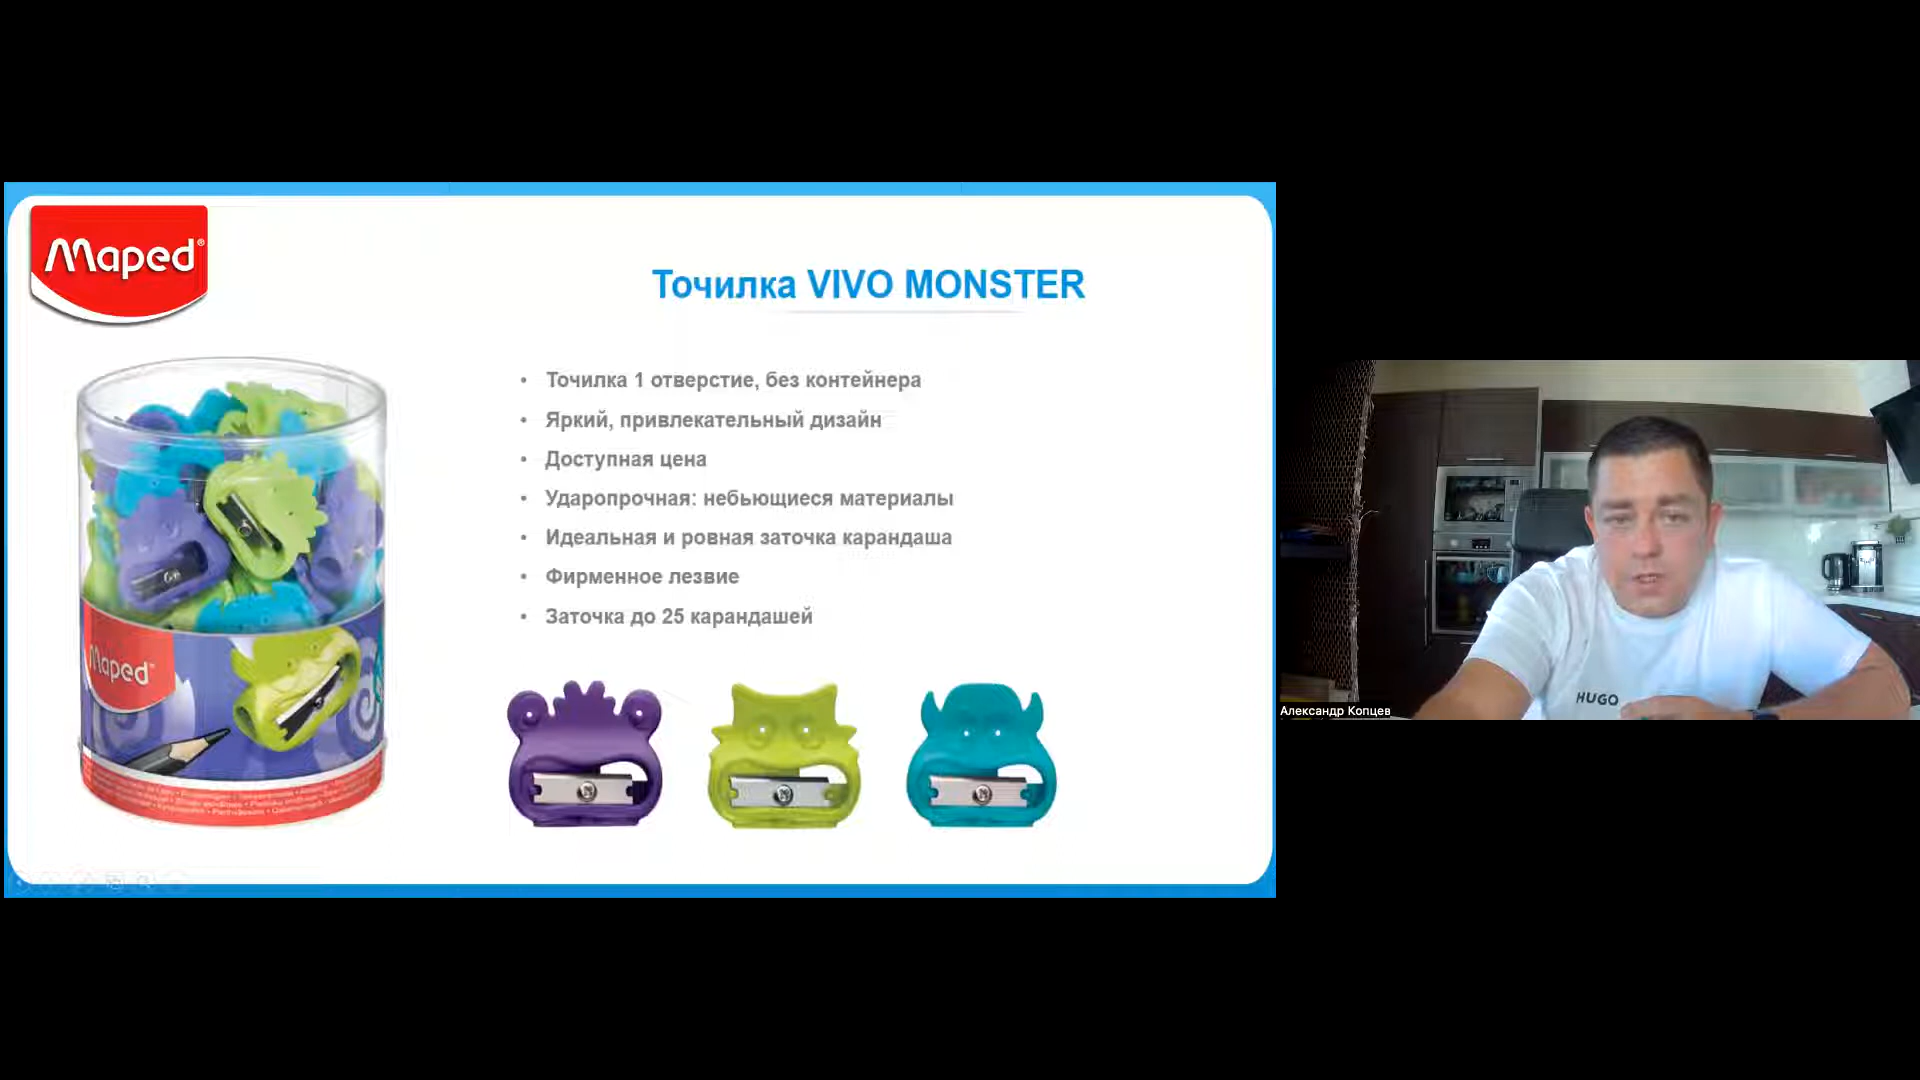 Maped®
Точилка VIVO MONSTER
• Точилка 1 отверстие, без контейнера
• Яркий, привлекательный дизайн
• Доступная цена
• Ударопрочная: небьющиеся материалы
• Идеальная и ровная заточка карандаша
• Фирменное лезвие
• Заточка до 25 карандашей
Maped
HUGO
Александр Копцев